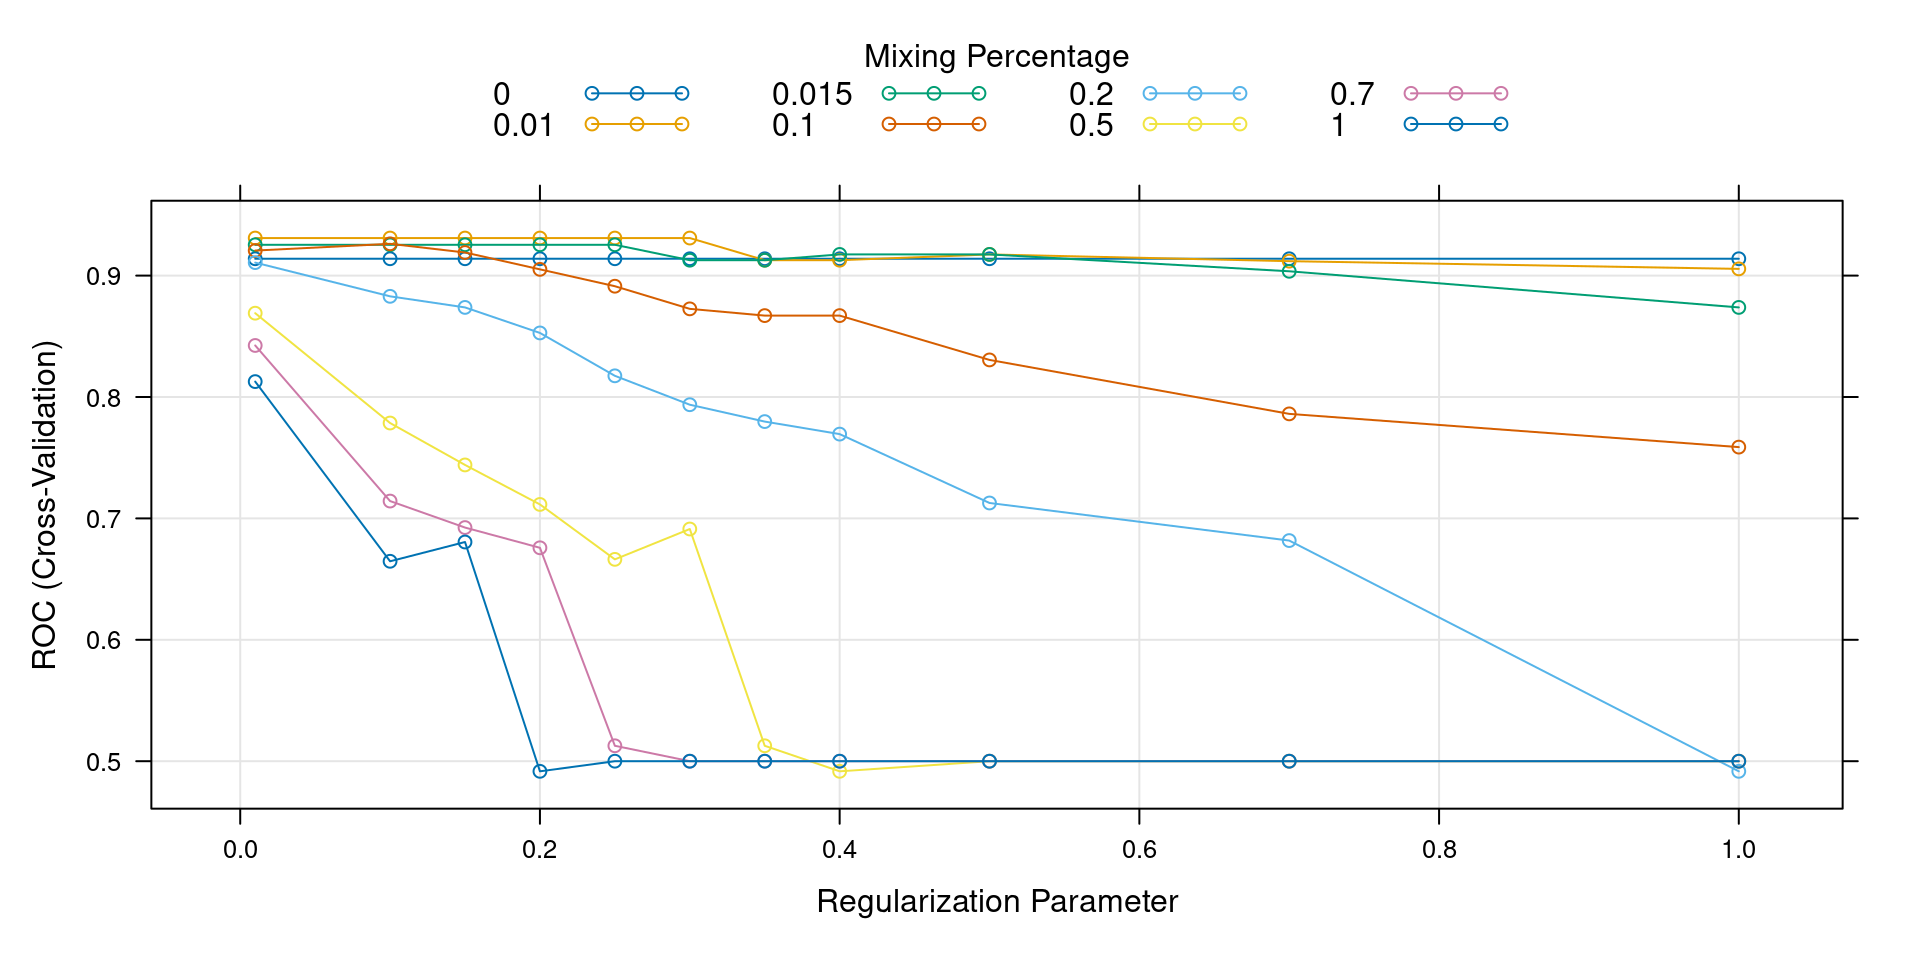 Mixing Percentage
0 0.015 0.2 0.7
0.01 0.1 0.5 1
ROC (Cross-Validation)
0.9
0.8
0.7
0.6
0.5
0.0 0.2 0.4 0.6 0.8 1.0
Regularization Parameter